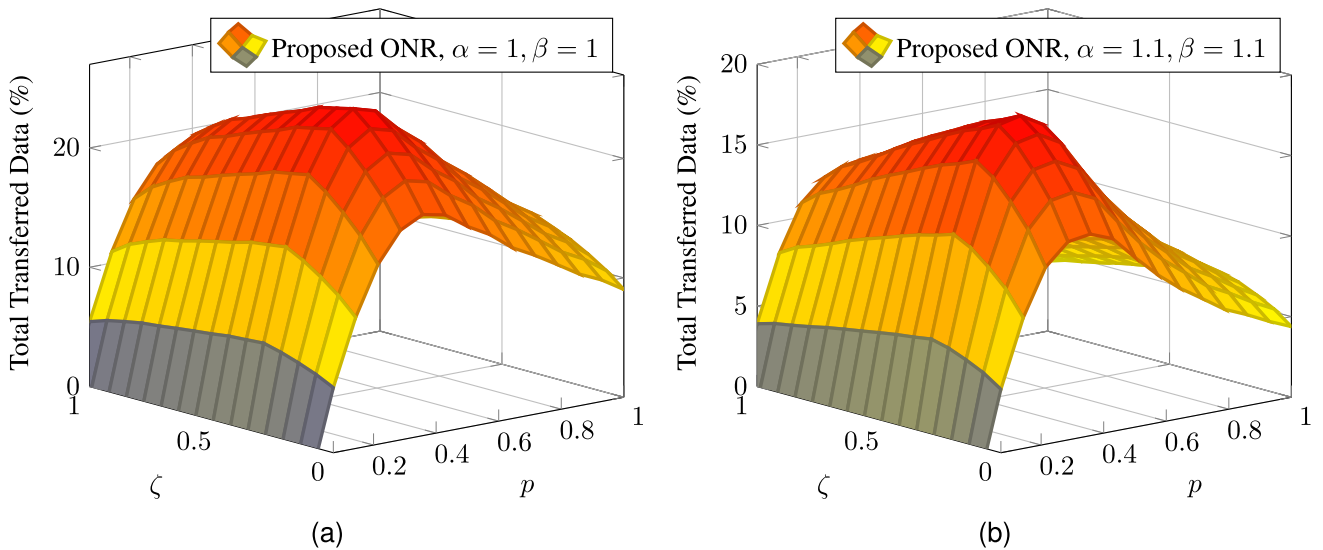 Proposed ONR, α = 1, β = 1
Total Transferred Data (%)
20
10
0
1
0.5
0
ζ
0.2
0.4
0.6
0.8
1
p
(a)
Proposed ONR, α = 1.1, β = 1.1
Total Transferred Data (%)
20
15
10
5
0
1
0.5
0
ζ
0.2
0.4
0.6
0.8
1
p
(b)